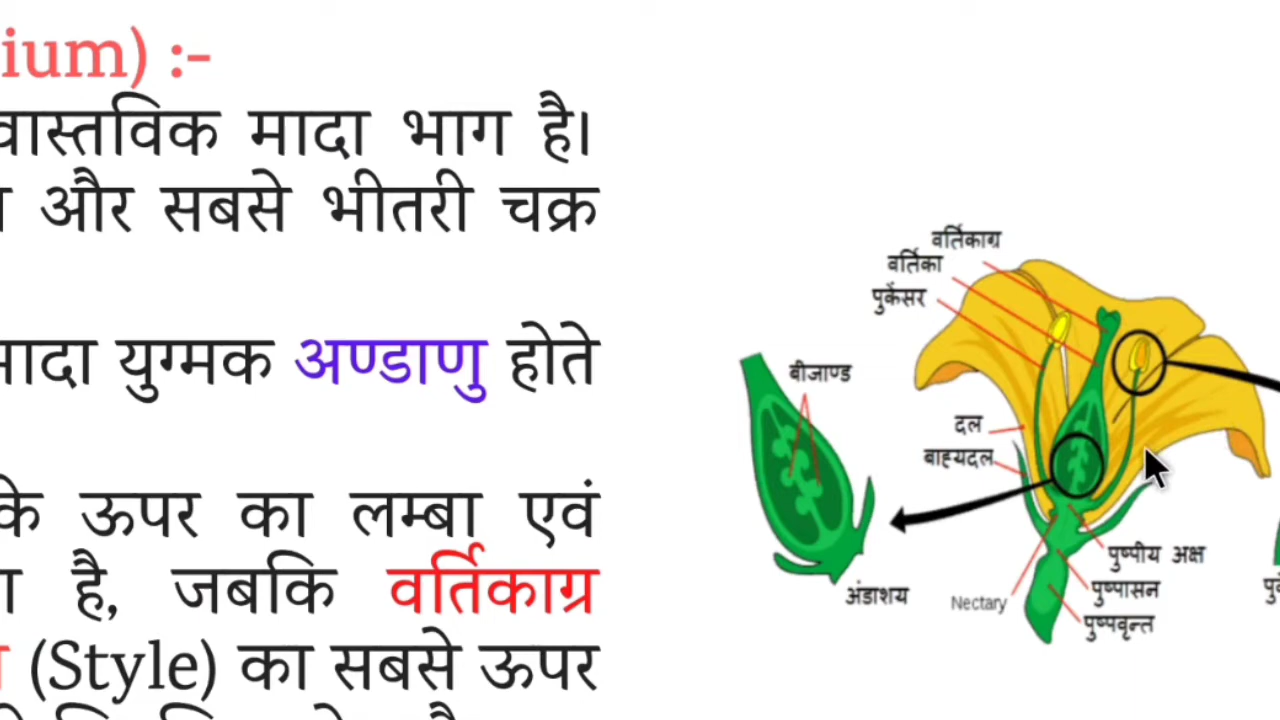 ium) :-
वास्तविक मादा भाग है।
और सबसे भीतरी चक्र
मादा युग्मक अण्डाणु होते
के ऊपर का लम्बा एवं
है, जबकि वर्तिकाग्र
(Style) का सबसे ऊपर
वर्तिकाग्र
वर्तिका
पुकेंसर
बीजाण्ड
दल
बाह्यदल
अंडाशय
Nectary
पुष्पीय अक्ष
पुष्पासन
पुष्पवृन्त